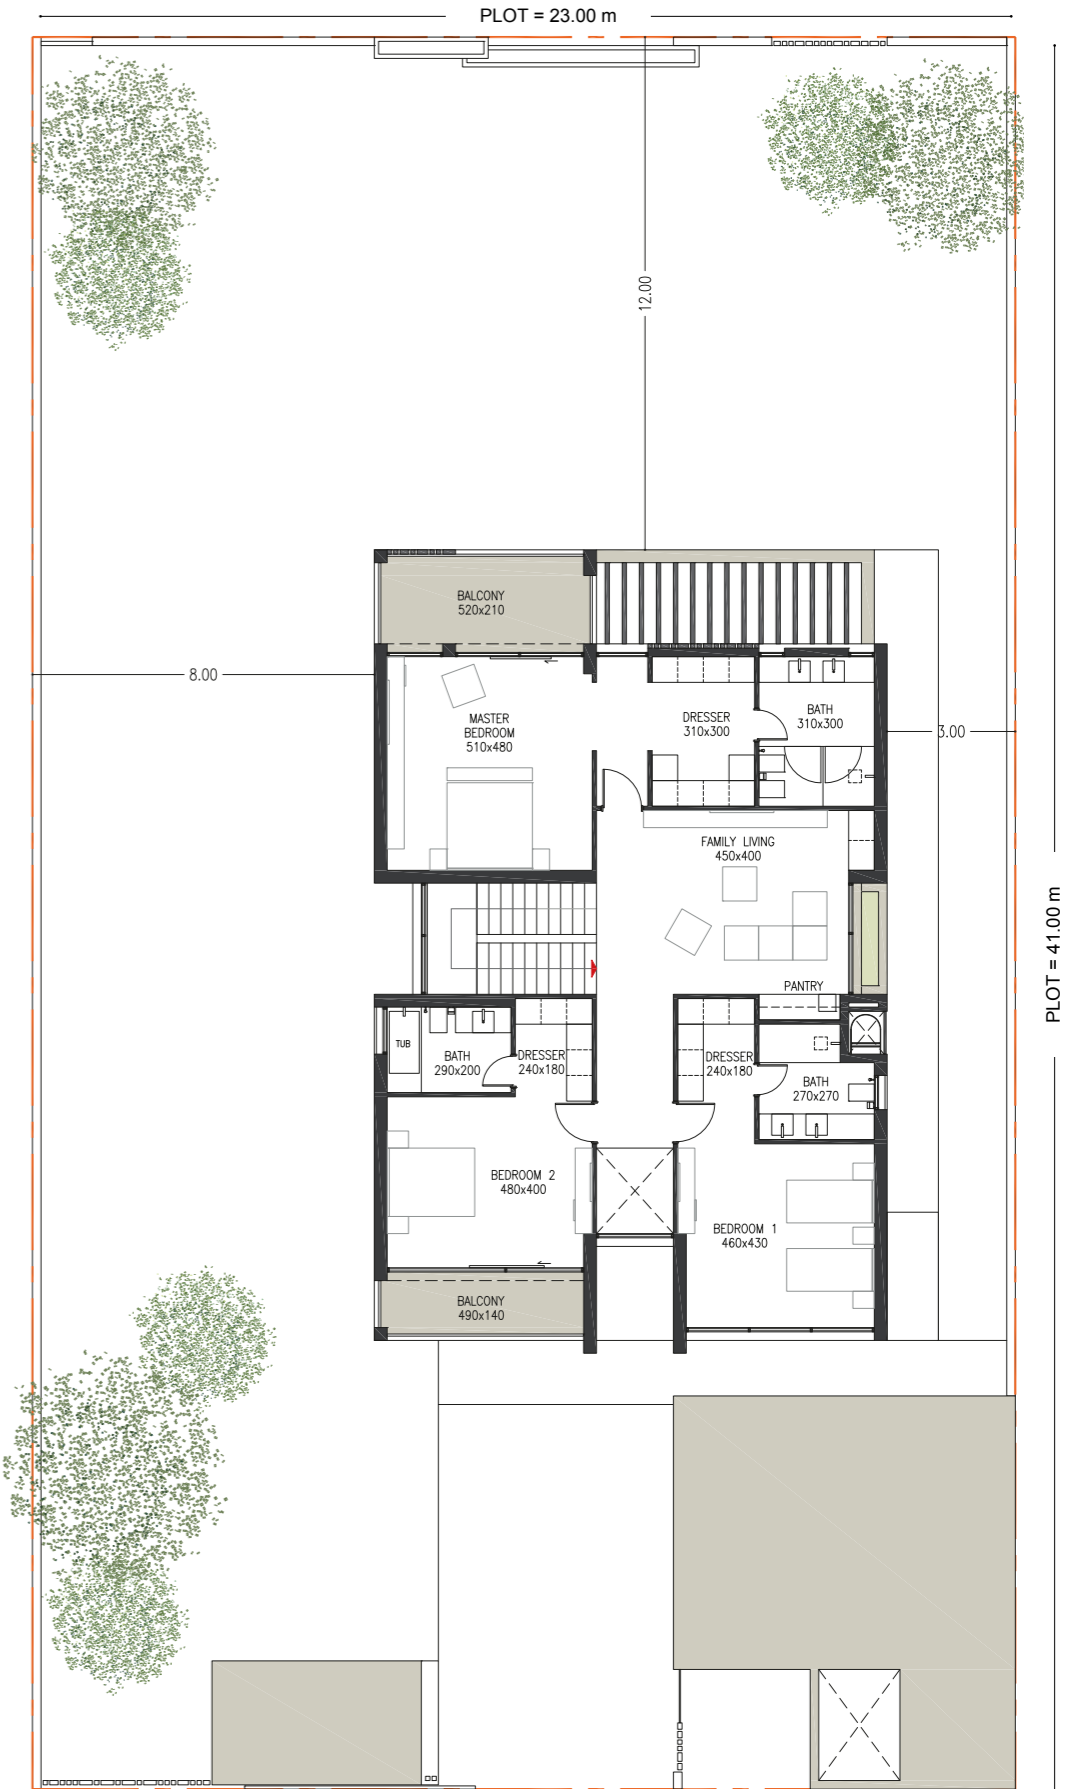 PLOT = 23.00 m
12.00
BALCONY
520x210
8.00
MASTER
BEDROOM
510x480
DRESSER
310x300
BATH
310x300
3.00
FAMILY LIVING
450x400
PLOT = 41.00 m
PANTRY
TUB
BATH
290x200
DRESSER
240x180
DRESSER
240x180
BATH
270x270
BEDROOM 2
480x400
BEDROOM 1
460x430
BALCONY
490x140